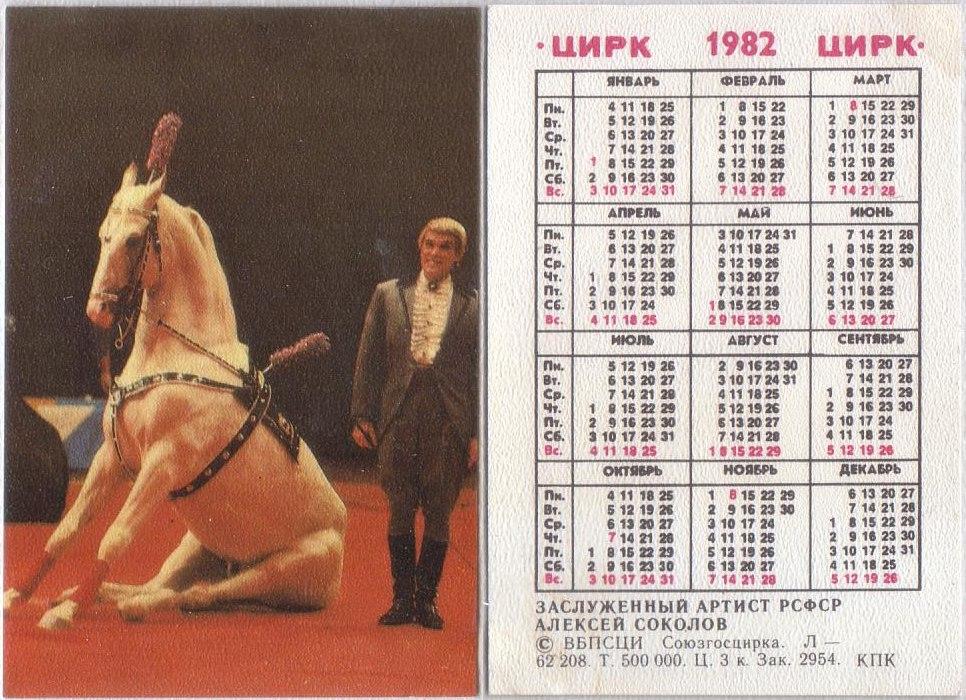 ·ЦИРК 1982 ЦИРК·
ЯНВАРЬ ФЕВРАЛЬ МАРТ
Пн. 4 11 18 25 1 8 15 22 1 8 15 22 29
Вт. 5 12 19 26 2 9 16 23 2 9 16 23 30
Ср. 6 13 20 27 3 10 17 24 3 10 17 24 31
Чт. 7 14 21 28 4 11 18 25 4 11 18 25
Пт. 1 8 15 22 29 5 12 19 26 5 12 19 26
Сб. 2 9 16 23 30 6 13 20 27 6 13 20 27
Вс. 3 10 17 24 31 7 14 21 28 7 14 21 28
АПРЕЛЬ МАЙ ИЮНЬ
Пн. 5 12 19 26 3 10 17 24 31 7 14 21 28
Вт. 6 13 20 27 4 11 18 25 1 8 15 22 29
Ср. 7 14 21 28 5 12 19 26 2 9 16 23 30
Чт. 1 8 15 22 29 6 13 20 27 3 10 17 24
Пт. 2 9 16 23 30 7 14 21 28 4 11 18 25
Сб. 3 10 17 24 1 8 15 22 29 5 12 19 26
Вс. 4 11 18 25 2 9 16 23 30 6 13 20 27
ИЮЛЬ АВГУСТ СЕНТЯБРЬ
Пн. 5 12 19 26 2 9 16 23 30 6 13 20 27
Вт. 6 13 20 27 3 10 17 24 31 7 14 21 28
Ср. 7 14 21 28 4 11 18 25 1 8 15 22 29
Чт. 1 8 15 22 29 5 12 19 26 2 9 16 23 30
Пт. 2 9 16 23 30 6 13 20 27 3 10 17 24
Сб. 3 10 17 24 31 7 14 21 28 4 11 18 25
Вс. 4 11 18 25 1 8 15 22 29 5 12 19 26
ОКТЯБРЬ НОЯБРЬ ДЕКАБРЬ
Пн. 4 11 18 25 1 8 15 22 29 6 13 20 27
Вт. 5 12 19 26 2 9 16 23 30 7 14 21 28
Ср. 6 13 20 27 3 10 17 24 1 8 15 22 29
Чт. 7 14 21 28 4 11 18 25 2 9 16 23 30
Пт. 1 8 15 22 29 5 12 19 26 3 10 17 24 31
Сб. 2 9 16 23 30 6 13 20 27 4 11 18 25
Вс. 3 10 17 24 31 7 14 21 28 5 12 19 26
ЗАСЛУЖЕННЫЙ АРТИСТ РСФСР
АЛЕКСЕЙ СОКОЛОВ
© ВБПСЦИ Союзгосцирка. Л —
62 208. Т. 500 000. Ц. 3 к. Зак. 2954. КПК